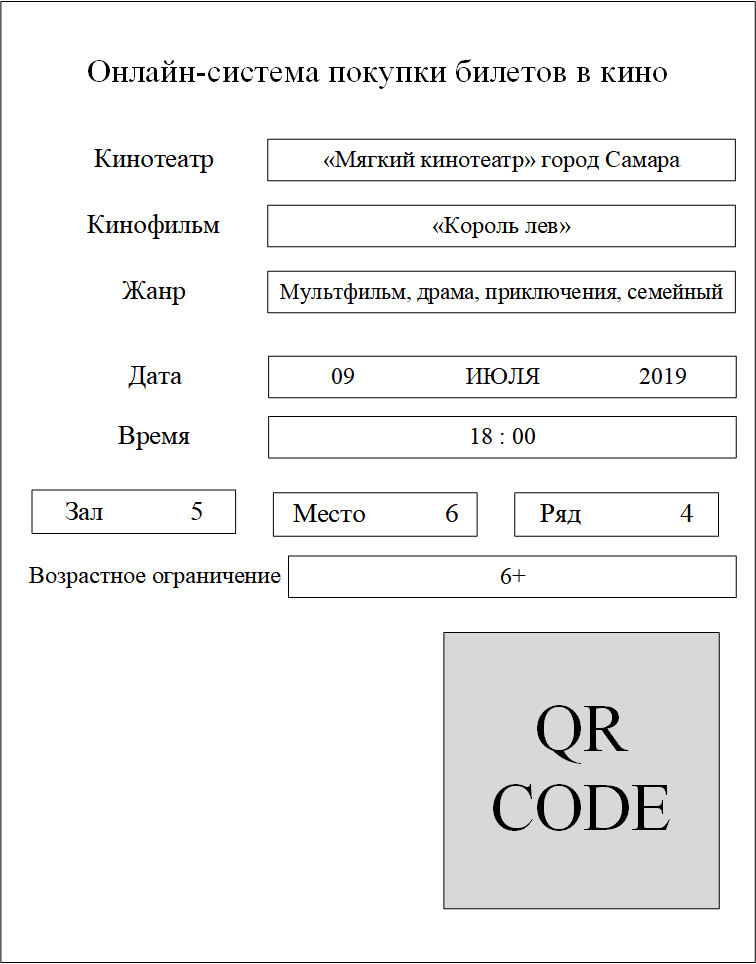 Онлайн-система покупки билетов в кино
Кинотеатр «Мягкий кинотеатр» город Самара
Кинофильм «Король лев»
Жанр Мультфильм, драма, приключения, семейный
Дата 09 ИЮЛЯ 2019
Время 18 : 00
Зал 5 Место 6 Ряд 4
Возрастное ограничение 6+
QR
CODE